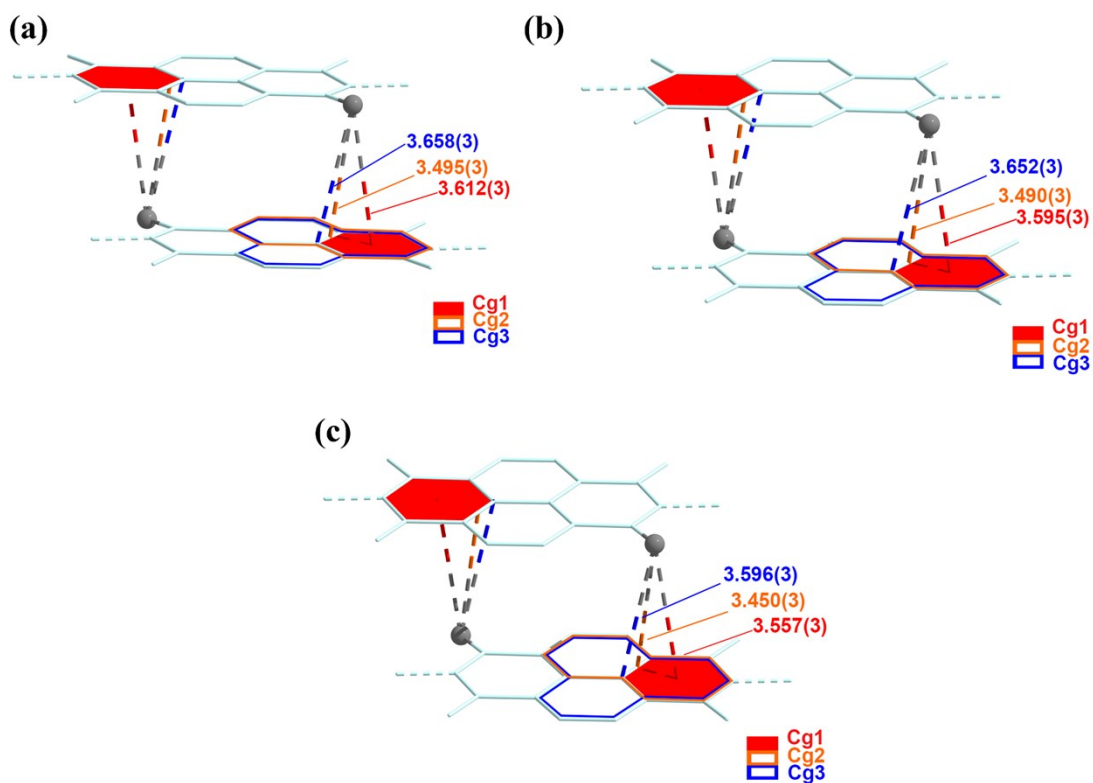 (a)
3.658(3)
3.495(3)
3.612(3)
Cg1
Cg2
Cg3
(b)
3.652(3)
3.490(3)
3.595(3)
Cg1
Cg2
Cg3
(c)
3.596(3)
3.450(3)
3.557(3)
Cg1
Cg2
Cg3